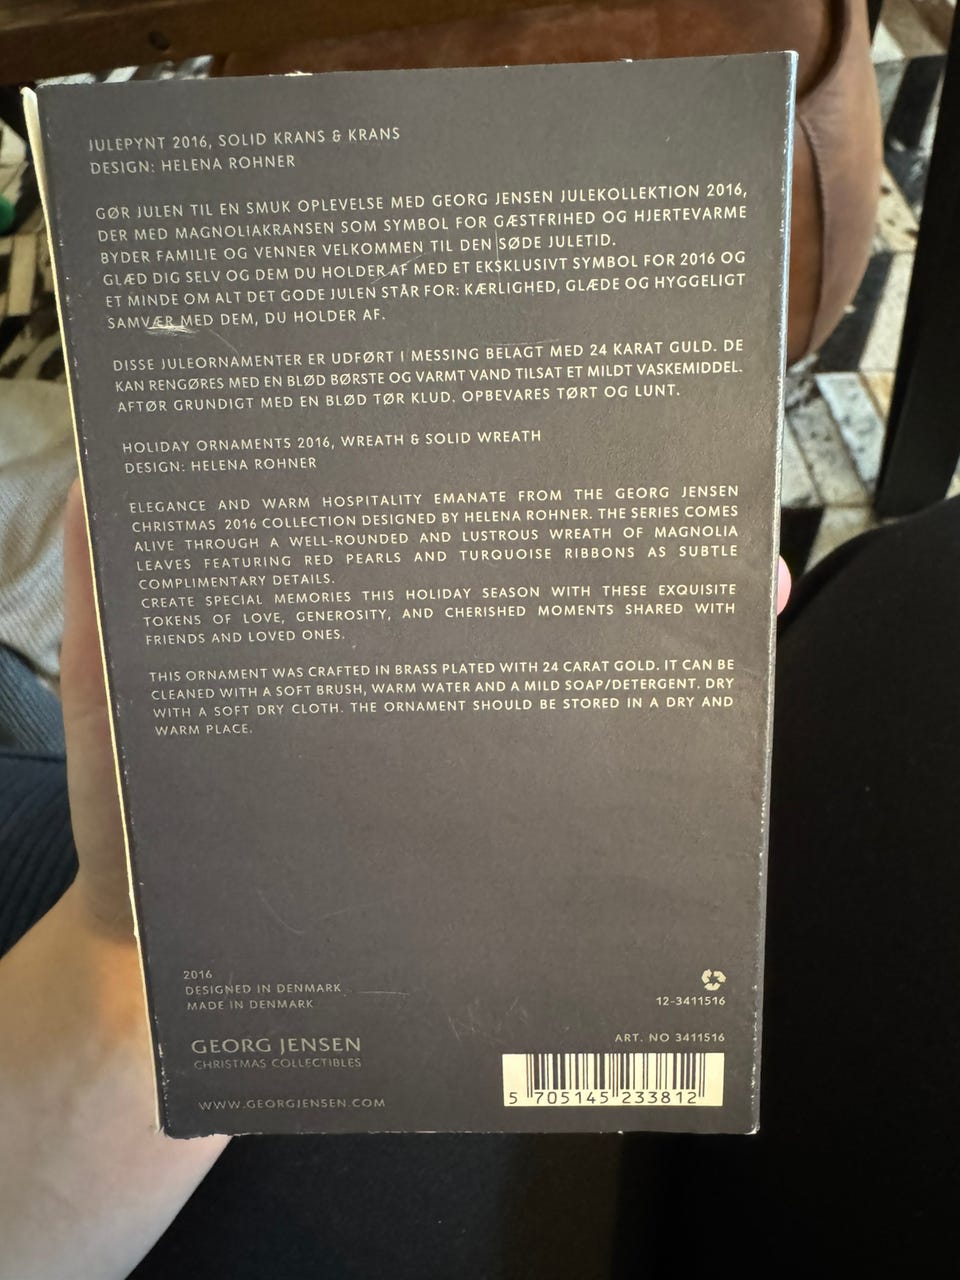 JULEPYNT 2016, SOLID KRANS & KRANS
DESIGN: HELENA ROHNER
GØR JULEN TIL EN SMUK OPLEVELSE MED GEORG JENSEN JULEKOLLEKTION 2016,
DER MED MAGNOLIAKRANSEN SOM SYMBOL FOR GÆSTFRIHED OG HJERTEVARME
BYDER FAMILIE OG VENNER VELKOMMEN TIL DEN SØDE JULETID.
GLÆD DIG SELV OG DEM DU HOLDER AF MED ET EKSKLUSIVT SYMBOL FOR 2016 OG
ET MINDE OM ALT DET GODE JULEN STÅR FOR: KÆRLIGHED, GLÆDE OG HYGGELIGT
SAMVÆR MED DEM, DU HOLDER AF.
DISSE JULEORNAMENTER ER UDFØRT I MESSING BELAGT MED 24 KARAT GULD. DE
KAN RENGØRES MED EN BLØD BØRSTE OG VARMT VAND TILSAT ET MILDT VASKEMIDDEL.
AFTØR GRUNDIGT MED EN BLØD TØR KLUD. OPBEVARES TØRT OG LUNT.
HOLIDAY ORNAMENTS 2016, WREATH & SOLID WREATH
DESIGN: HELENA ROHNER
ELEGANCE AND WARM HOSPITALITY EMANATE FROM THE GEORG JENSEN
CHRISTMAS 2016 COLLECTION DESIGNED BY HELENA ROHNER. THE SERIES COMES
ALIVE THROUGH A WELL-ROUNDED AND LUSTROUS WREATH OF MAGNOLIA
LEAVES FEATURING RED PEARLS AND TURQUOISE RIBBONS AS SUBTLE
COMPLIMENTARY DETAILS.
CREATE SPECIAL MEMORIES THIS HOLIDAY SEASON WITH THESE EXQUISITE
TOKENS OF LOVE, GENEROSITY, AND CHERISHED MOMENTS SHARED WITH
FRIENDS AND LOVED ONES.
THIS ORNAMENT WAS CRAFTED IN BRASS PLATED WITH 24 CARAT GOLD. IT CAN BE
CLEANED WITH A SOFT BRUSH, WARM WATER AND A MILD SOAP/DETERGENT. DRY
WITH A SOFT DRY CLOTH. THE ORNAMENT SHOULD BE STORED IN A DRY AND
WARM PLACE.
2016
DESIGNED IN DENMARK
MADE IN DENMARK
12-3411516
GEORG JENSEN
CHRISTMAS COLLECTIBLES
WWW.GEORGJENSEN.COM
ART. NO 3411516
5 705145 233812